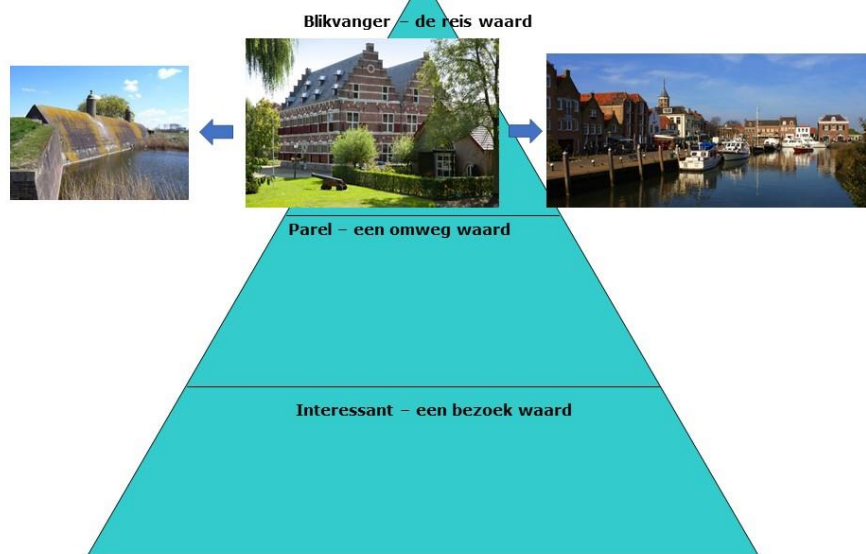 Blikvanger – de reis waard
Parel – een omweg waard
Interessant – een bezoek waard